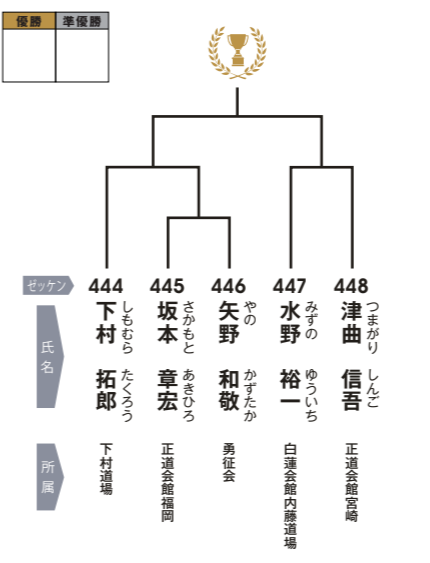 優勝 準優勝
ゼッケン 444 445 446 447 448
氏名
下村 拓郎
しもむら たくろう
坂本 章宏
さかもと あきひろ
矢野 和敬
やの かずたか
水野 裕一
みずの ゆういち
津曲 信吾
つまがり しんご
所属
下村道場
正道会館福岡
勇征会
白蓮会館内藤道場
正道会館宮崎